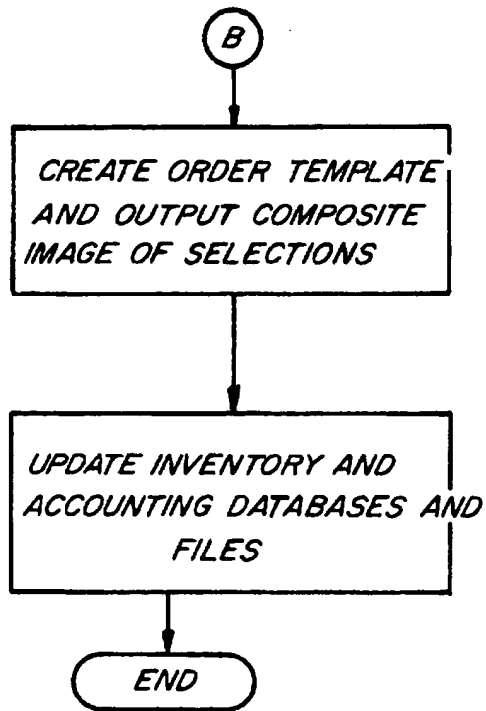 B
CREATE ORDER TEMPLATE
AND OUTPUT COMPOSITE
IMAGE OF SELECTIONS
UPDATE INVENTORY AND
ACCOUNTING DATABASES AND
FILES
END